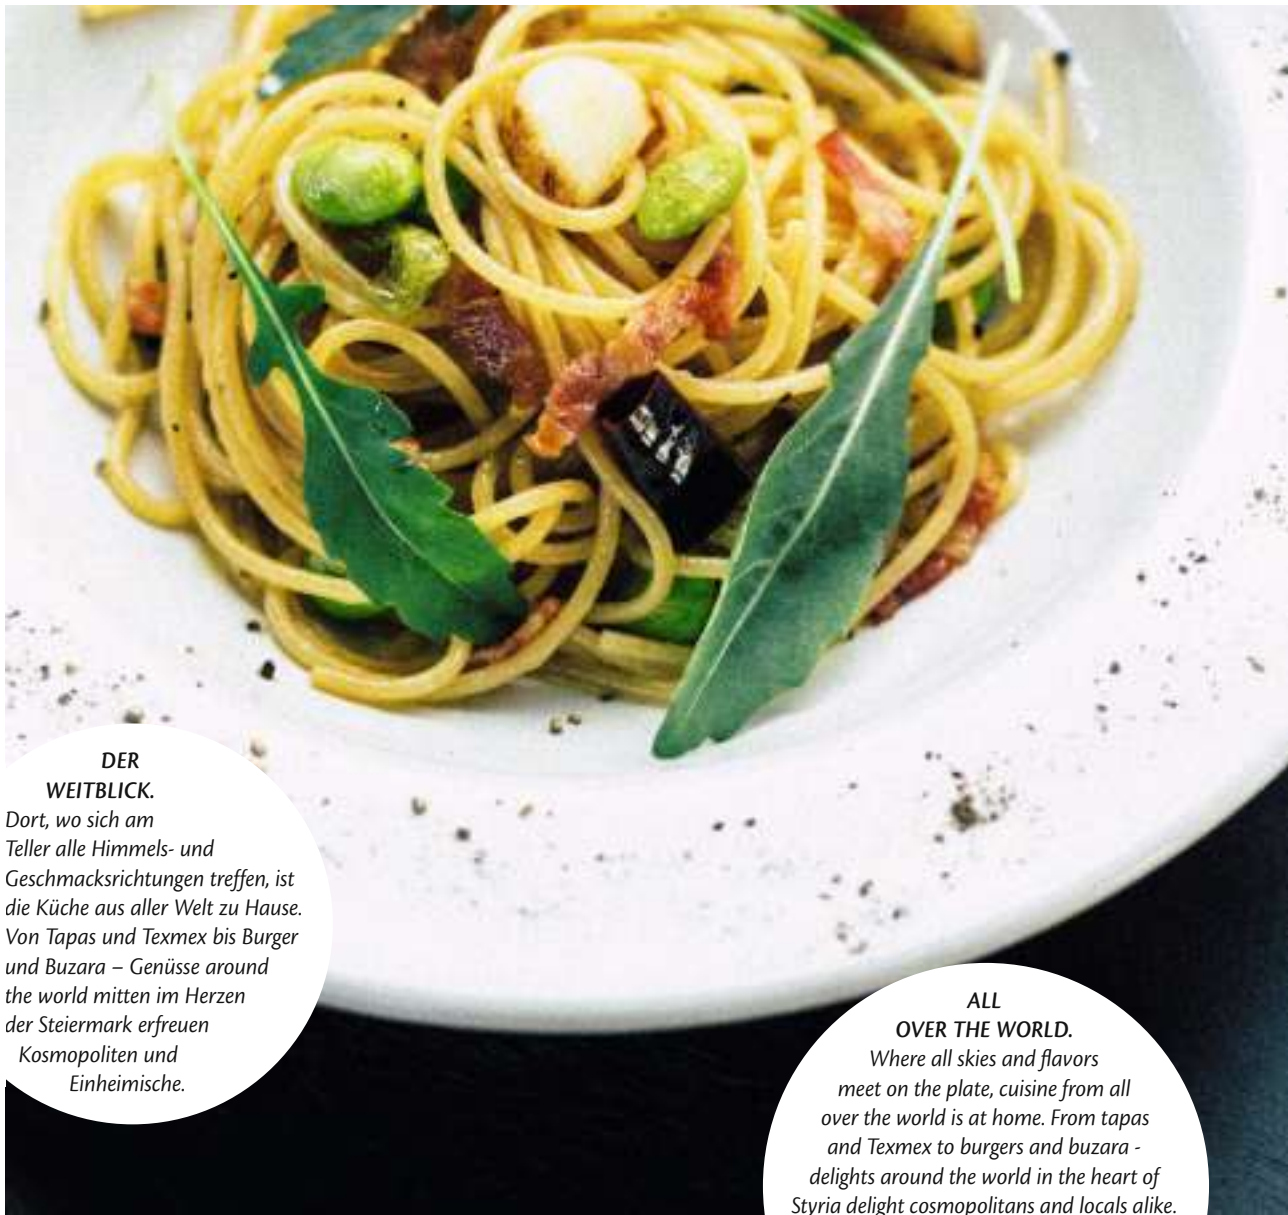 DER
WEITBLICK.
Dort, wo sich am
Teller alle Himmels- und
Geschmacksrichtungen treffen, ist
die Küche aus aller Welt zu Hause.
Von Tapas und Texmex bis Burger
und Buzara – Genüsse around
the world mitten im Herzen
der Steiermark erfreuen
Kosmopoliten und
Einheimische.
ALL
OVER THE WORLD.
Where all skies and flavors
meet on the plate, cuisine from all
over the world is at home. From tapas
and Texmex to burgers and buzara -
delights around the world in the heart of
Styria delight cosmopolitans and locals alike.